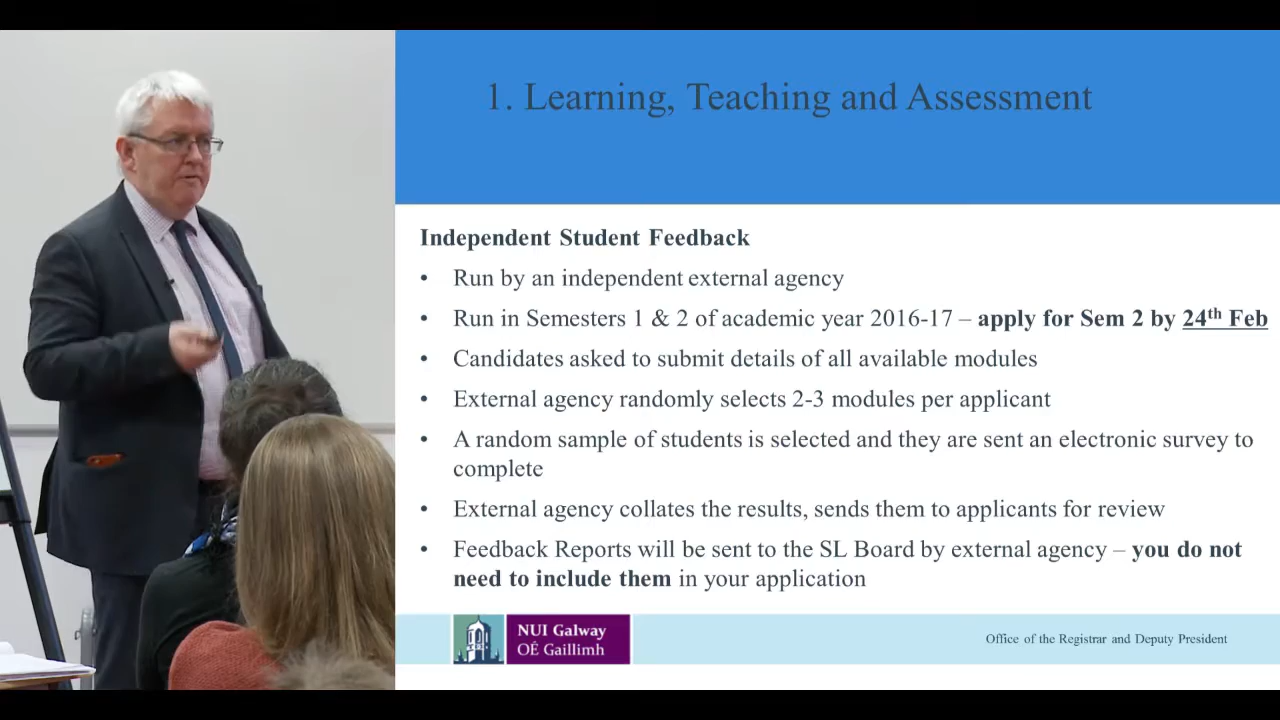 1. Learning, Teaching and Assessment
Independent Student Feedback
• Run by an independent external agency
• Run in Semesters 1 & 2 of academic year 2016-17 – apply for Sem 2 by 24th Feb
• Candidates asked to submit details of all available modules
• External agency randomly selects 2-3 modules per applicant
• A random sample of students is selected and they are sent an electronic survey to
complete
• External agency collates the results, sends them to applicants for review
• Feedback Reports will be sent to the SL Board by external agency – you do not
need to include them in your application
NUI Galway
OÉ Gaillimh
Office of the Registrar and Deputy President